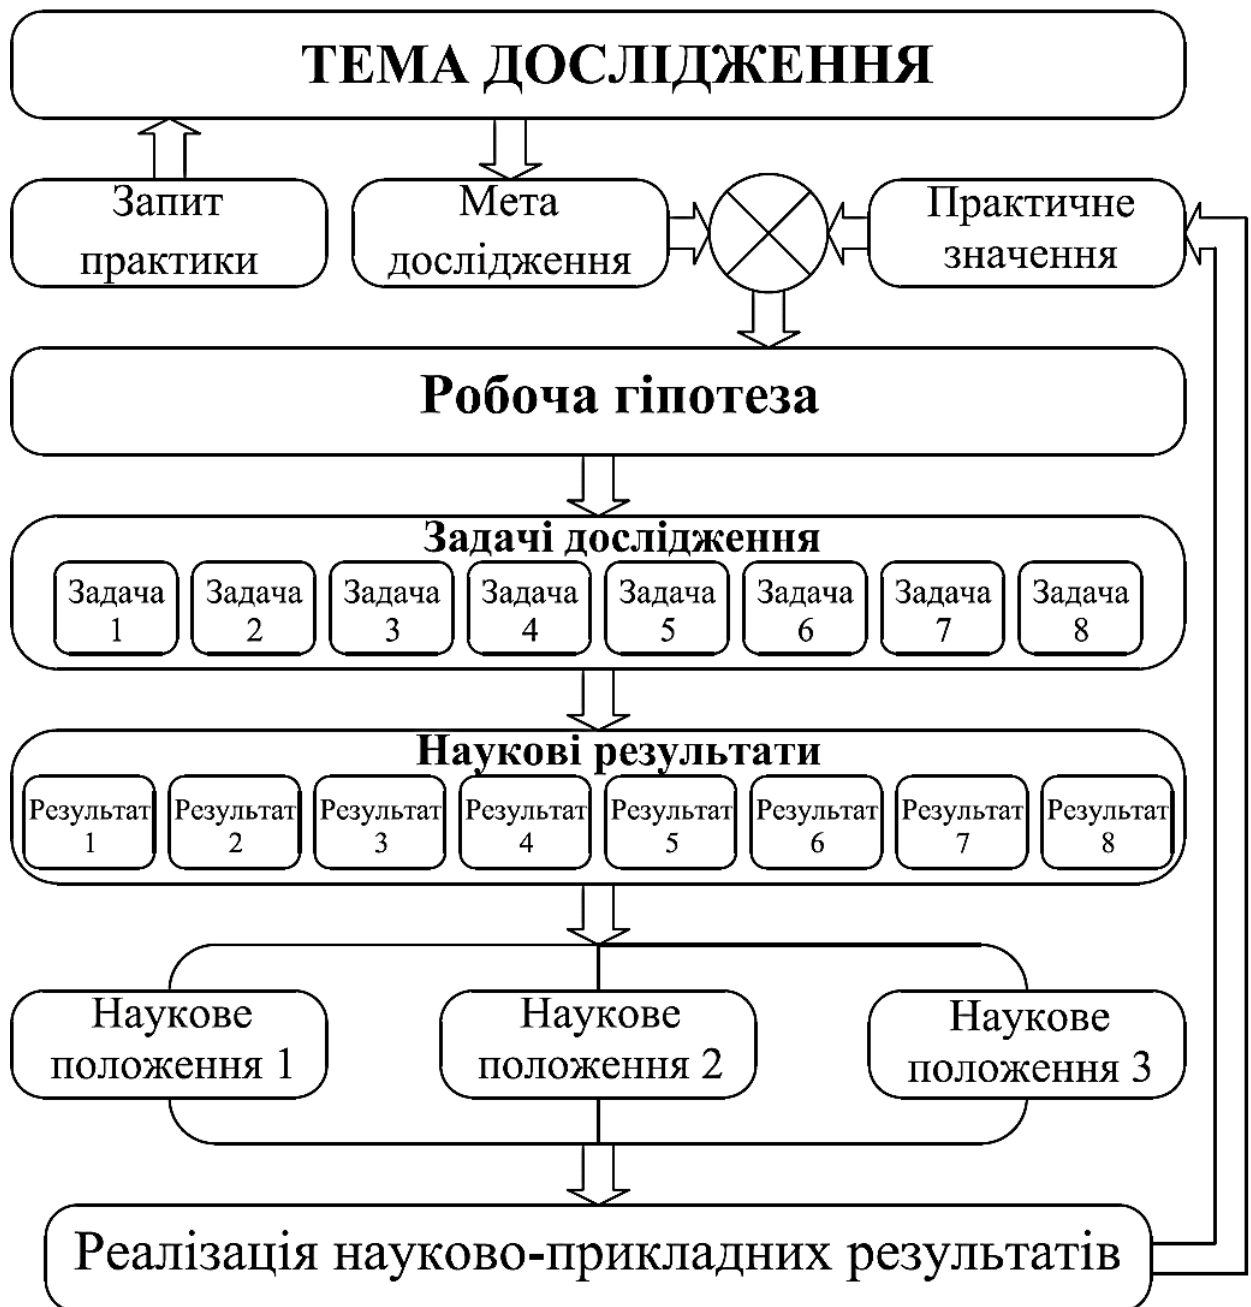 ТЕМА ДОСЛІДЖЕННЯ
Запит
практики
Мета
дослідження
Практичне
значення
Робоча гіпотеза
Задачі дослідження
Задача
1
Задача
2
Задача
3
Задача
4
Задача
5
Задача
6
Задача
7
Задача
8
Наукові результати
Результат
1
Результат
2
Результат
3
Результат
4
Результат
5
Результат
6
Результат
7
Результат
8
Наукове
положення 1
Наукове
положення 2
Наукове
положення 3
Реалізація науково-прикладних результатів